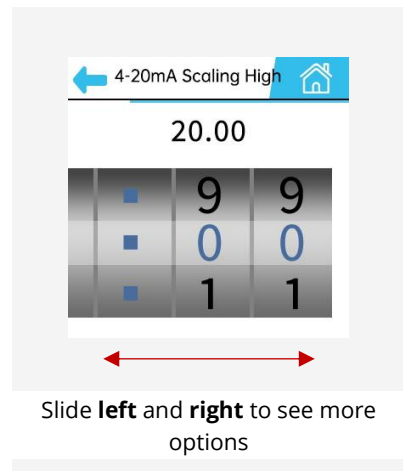 4-20mA Scaling High
20.00
9 9
0 0
1 1
Slide left and right to see more
options